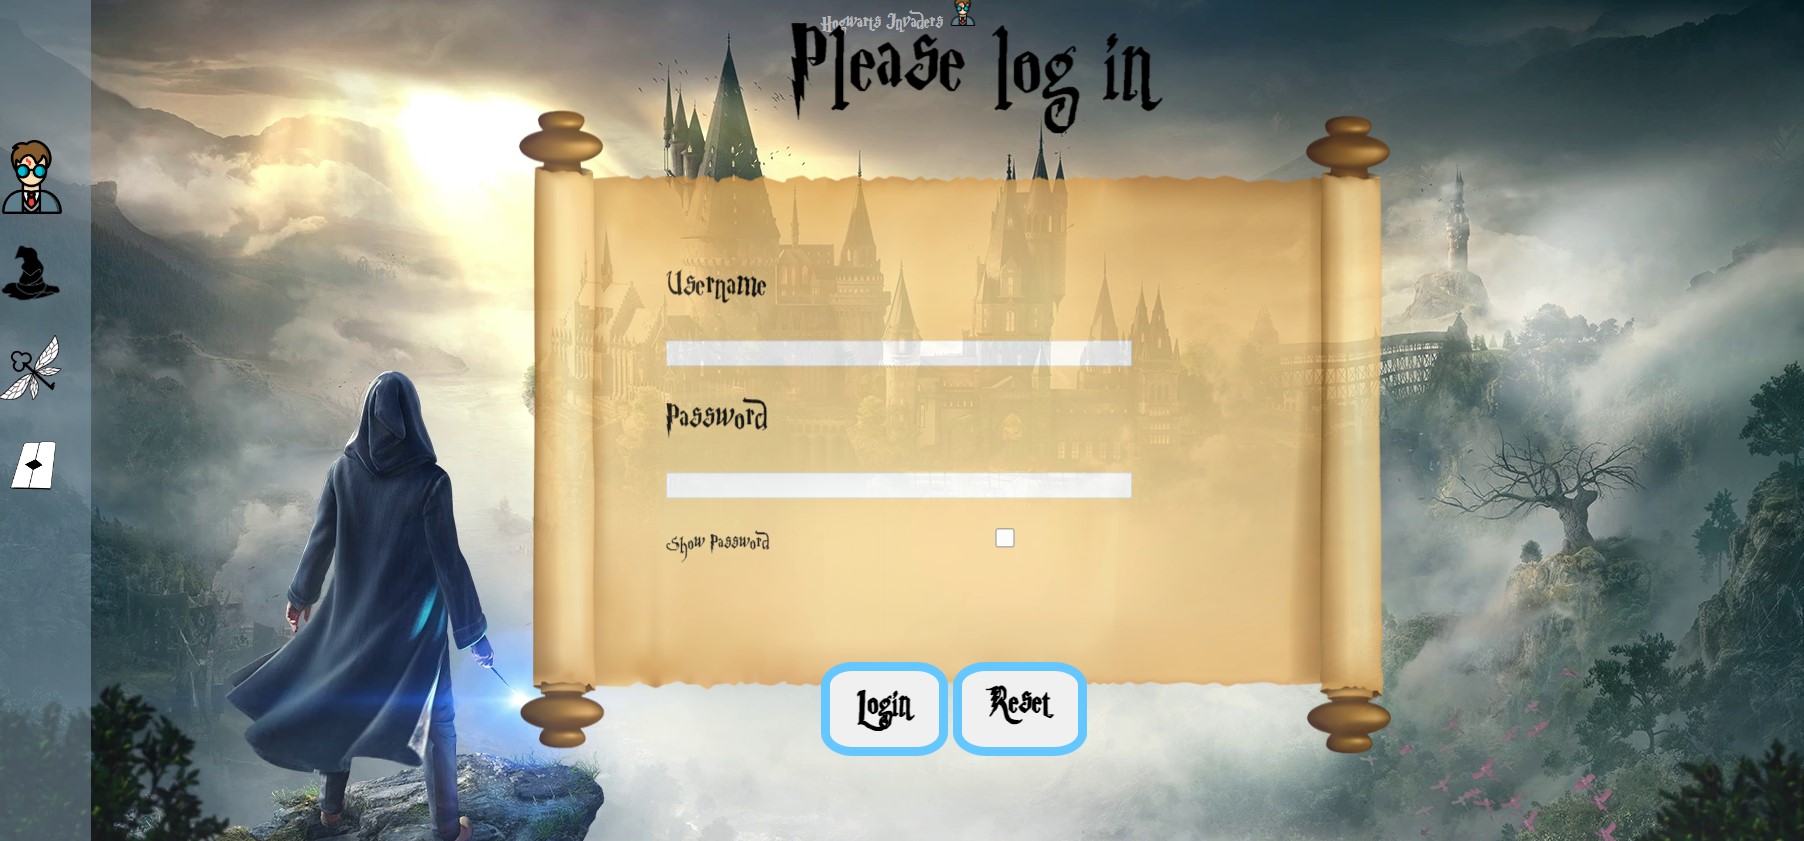 Hogwarts Invaders
Please log in
Username
Password
Show Password
Login
Reset